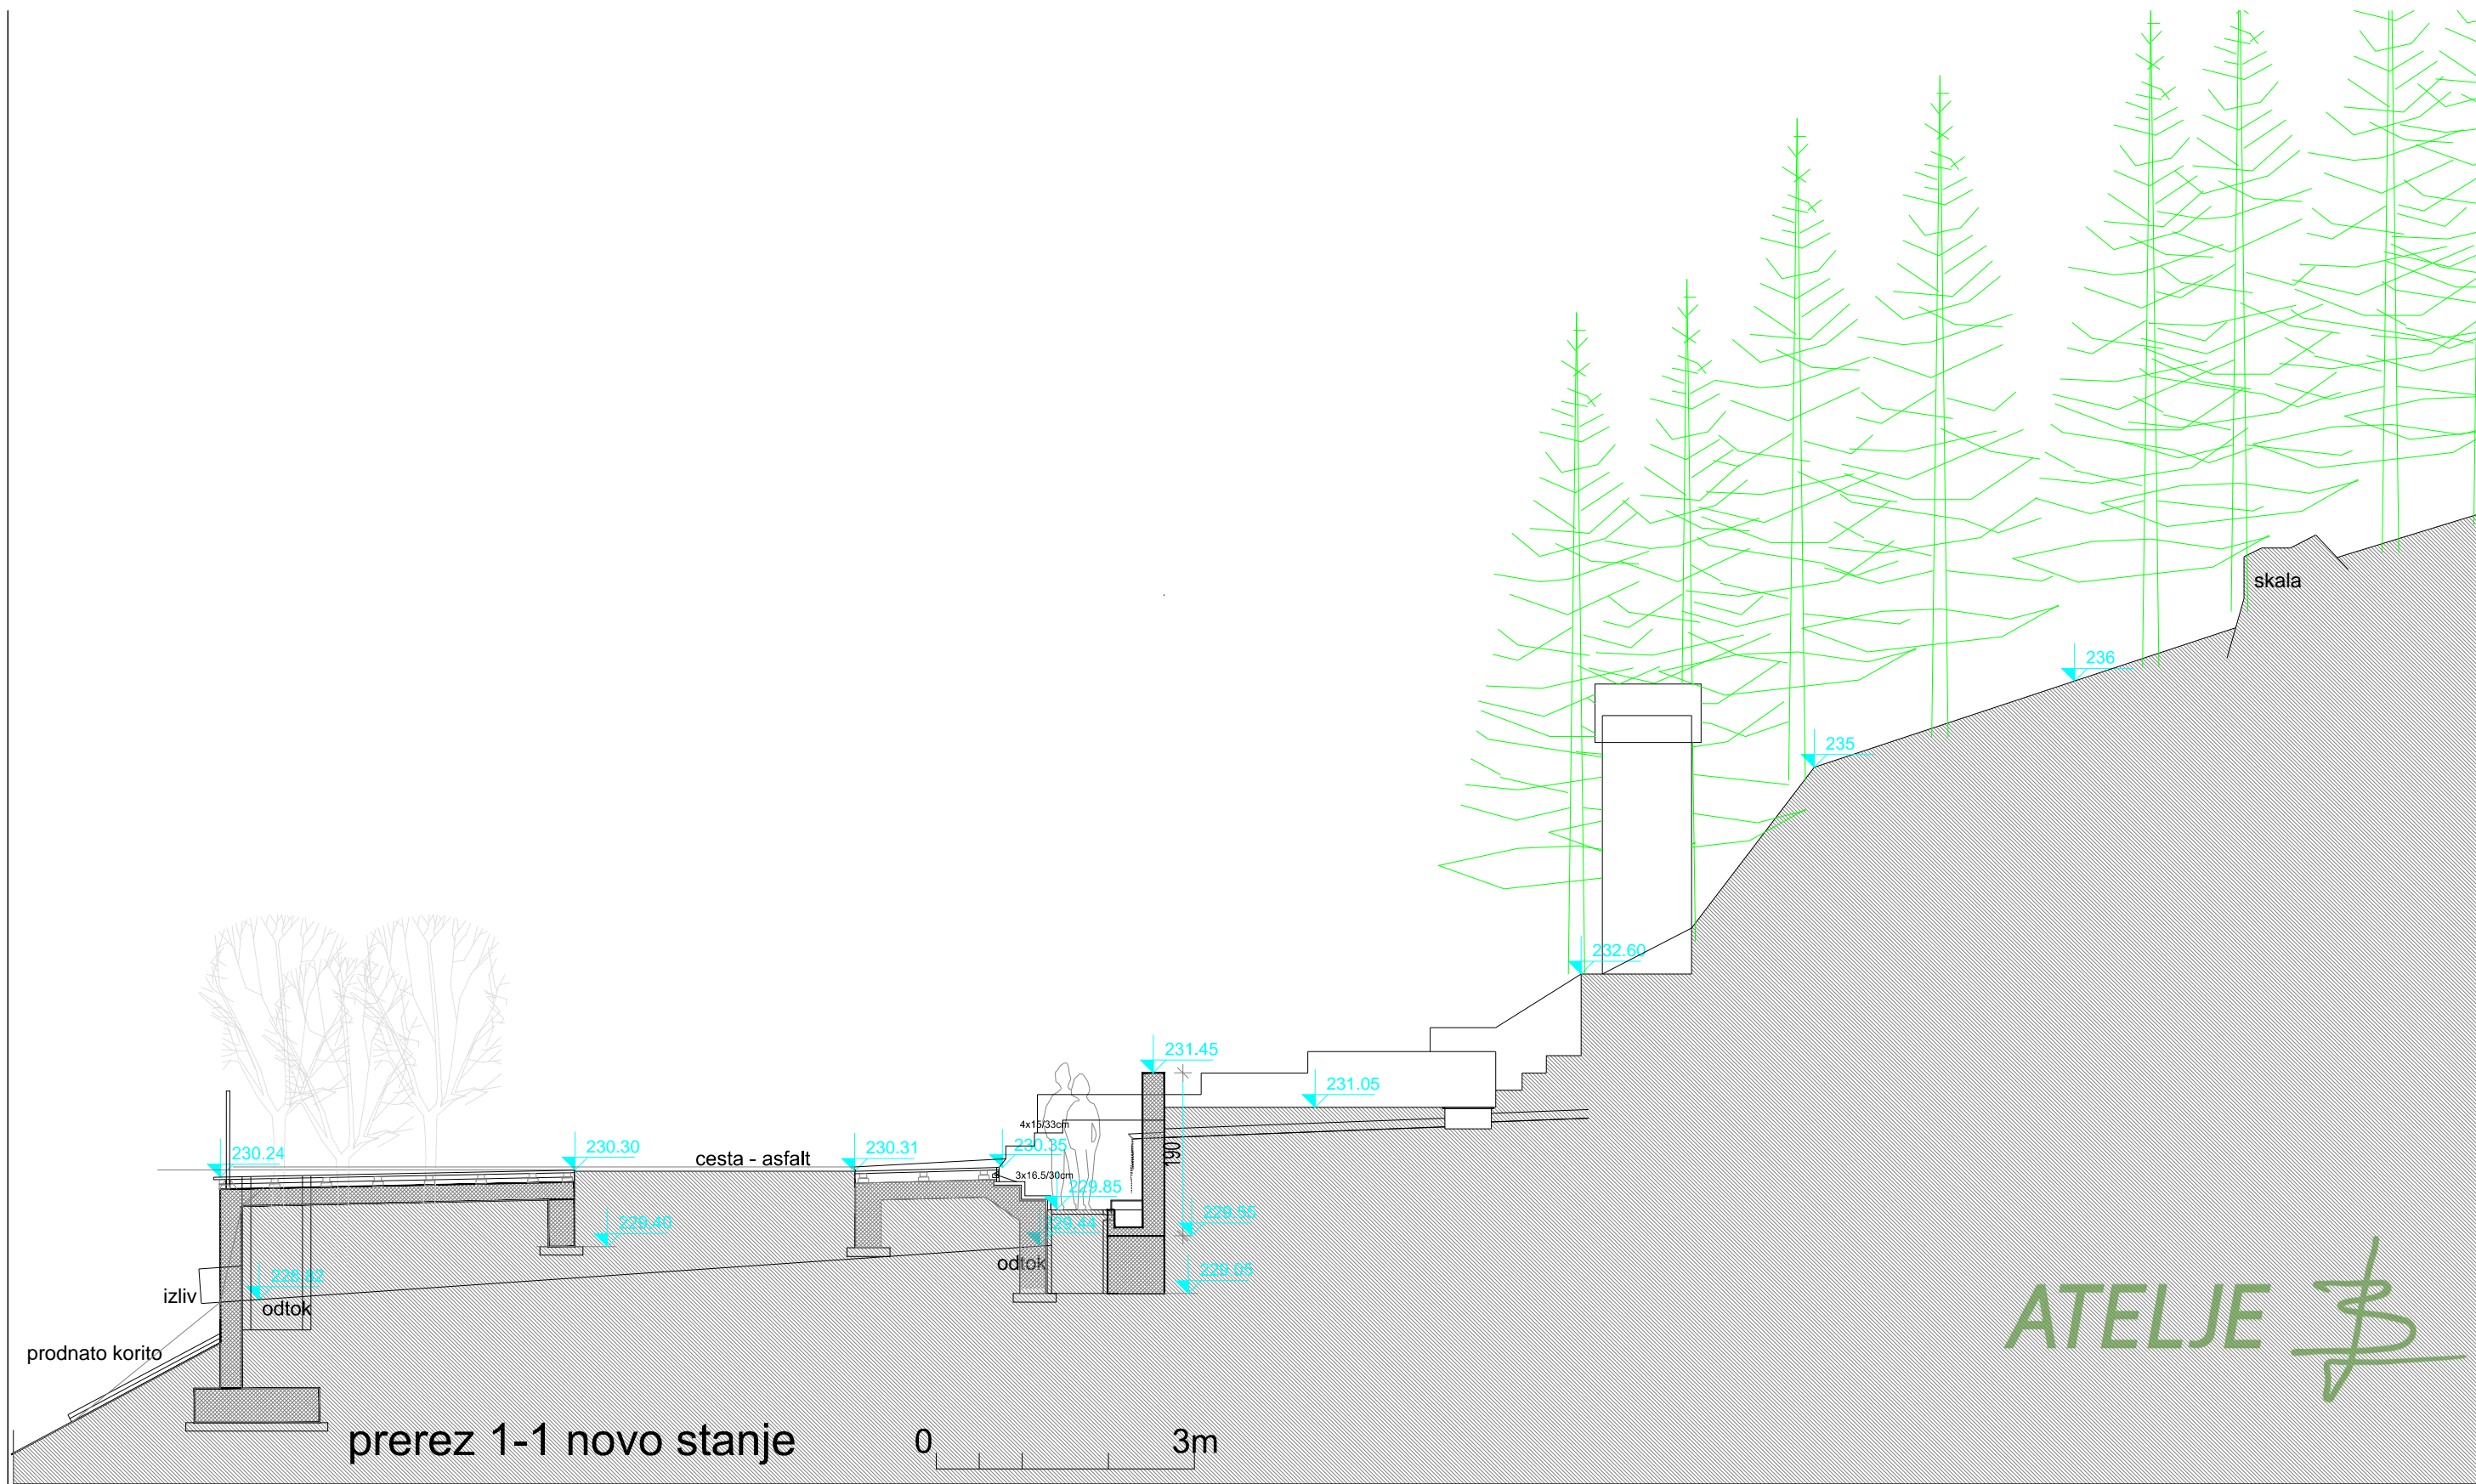 skala
236
235
232.60
231.45
231.05
4x15/33cm
230.24
230.30
cesta - asfalt
230.31
230.35
190
3x16.5/30cm
229.85
229.40
229.44
229.55
odtok
228.82
229.05
izliv
odtok
prodnato korito
ATELJE
prerez 1-1 novo stanje
0
3m